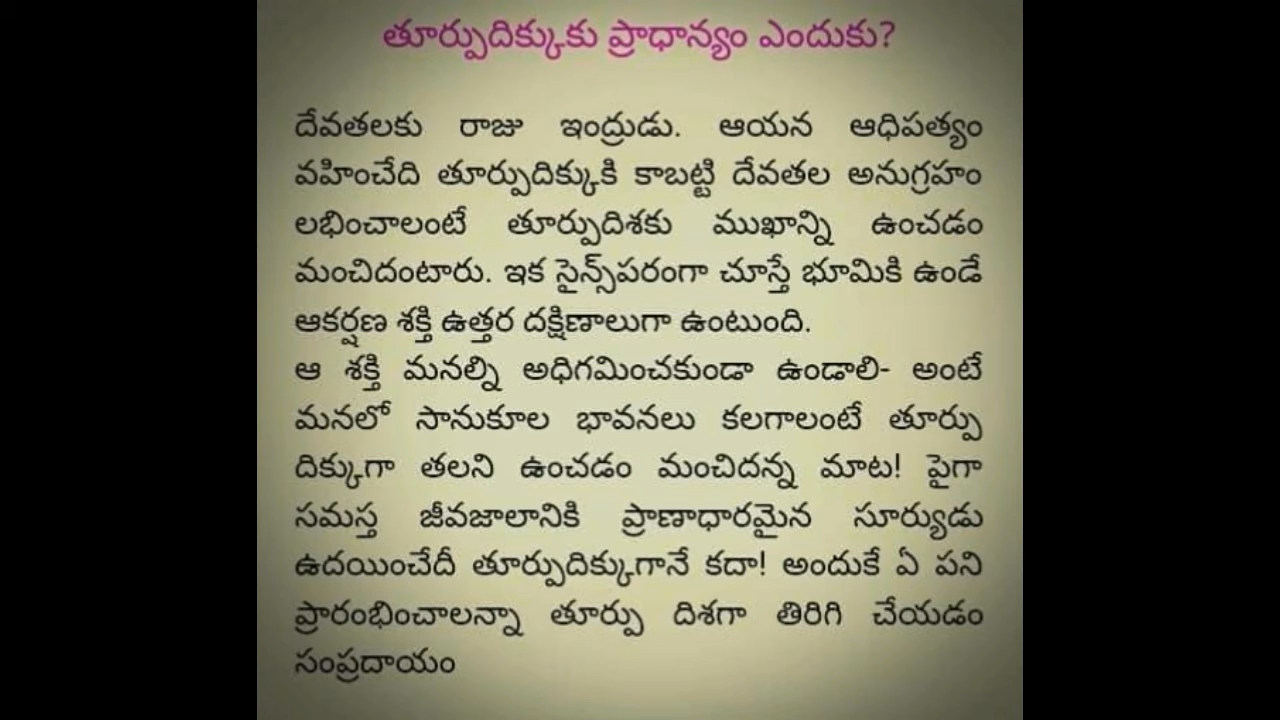 తూర్పుదిక్కుకు ప్రాధాన్యం ఎందుకు?
దేవతలకు రాజు ఇంద్రుడు. ఆయన ఆధిపత్యం
వహించేది తూర్పుదిక్కుకి కాబట్టి దేవతల అనుగ్రహం
లభించాలంటే తూర్పుదిశకు ముఖాన్ని ఉంచడం
మంచిదంటారు. ఇక సైన్స్‌పరంగా చూస్తే భూమికి ఉండే
ఆకర్షణ శక్తి ఉత్తర దక్షిణాలుగా ఉంటుంది.
ఆ శక్తి మనల్ని అధిగమించకుండా ఉండాలి- అంటే
మనలో సానుకూల భావనలు కలగాలంటే తూర్పు
దిక్కుగా తలని ఉంచడం మంచిదన్న మాట! పైగా
సమస్త జీవజాలానికి ప్రాణాధారమైన సూర్యుడు
ఉదయించేదీ తూర్పుదిక్కుగానే కదా! అందుకే ఏ పని
ప్రారంభించాలన్నా తూర్పు దిశగా తిరిగి చేయడం
సంప్రదాయం